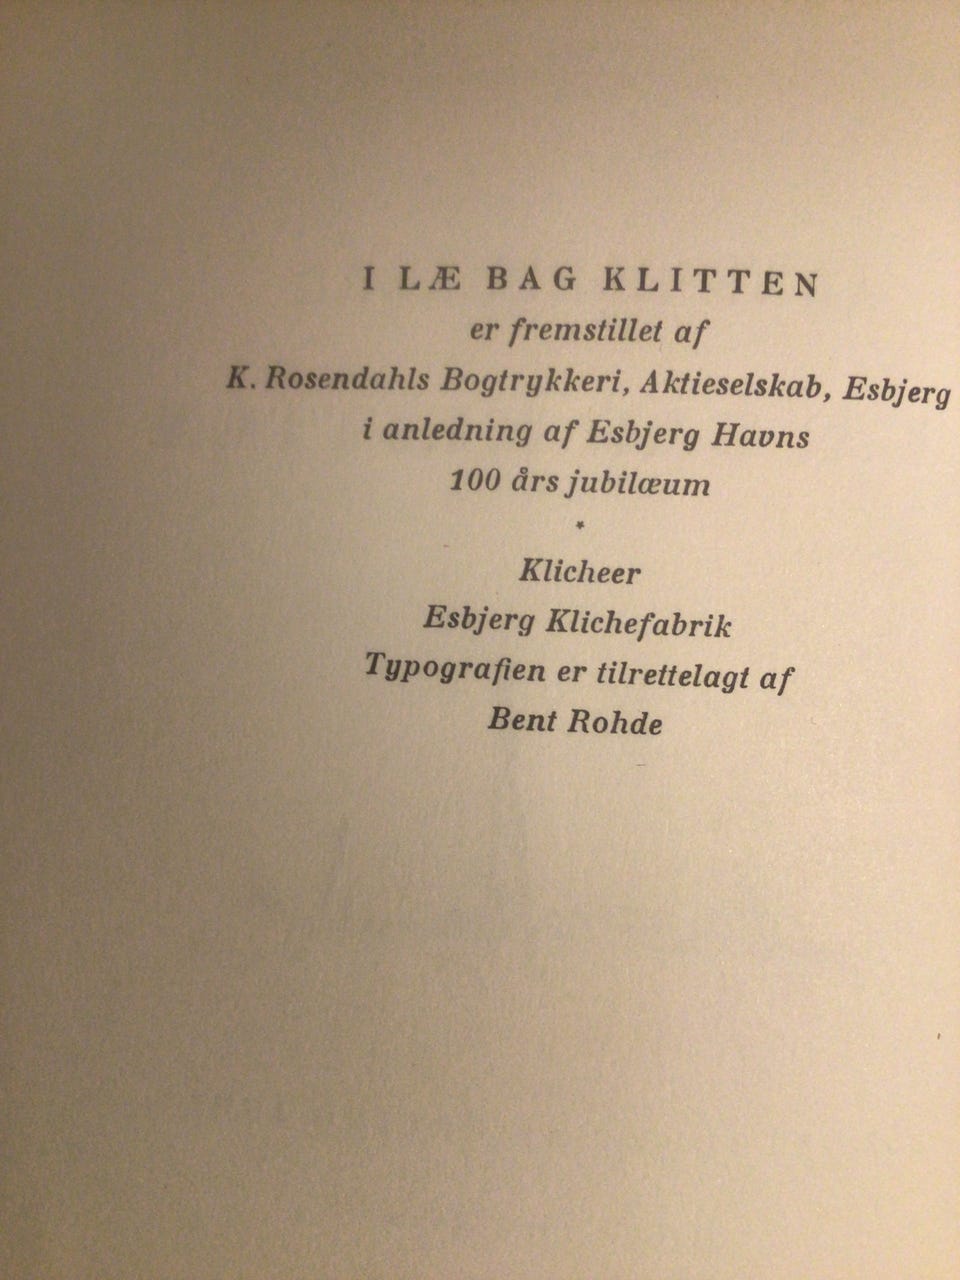 I LÆ BAG KLITTEN
er fremstillet af
K. Rosendahls Bogtrykkeri, Aktieselskab, Esbjerg
i anledning af Esbjerg Havns
100 års jubilæum
*
Klicheer
Esbjerg Klichefabrik
Typografien er tilrettelagt af
Bent Rohde